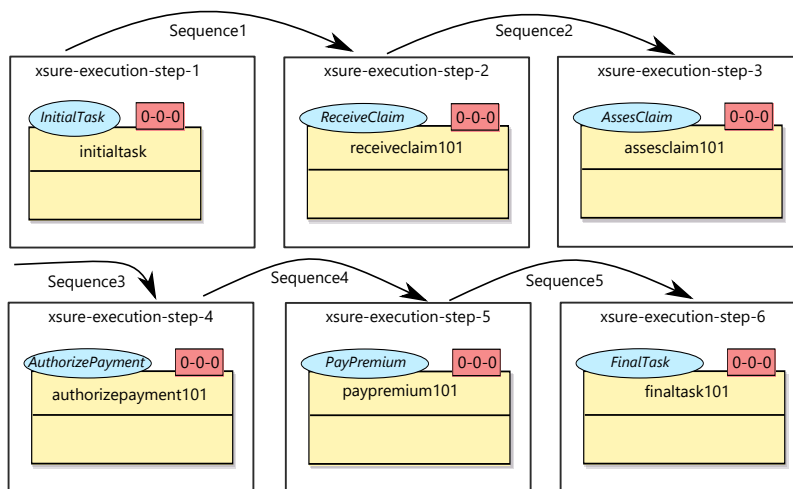 Sequence1
Sequence2
xsure-execution-step-1
xsure-execution-step-2
xsure-execution-step-3
InitialTask
0-0-0
ReceiveClaim
0-0-0
AssesClaim
0-0-0
initialtask
receiveclaim101
assesclaim101
Sequence3
Sequence4
Sequence5
xsure-execution-step-4
xsure-execution-step-5
xsure-execution-step-6
AuthorizePayment
0-0-0
PayPremium
0-0-0
FinalTask
0-0-0
authorizepayment101
paypremium101
finaltask101